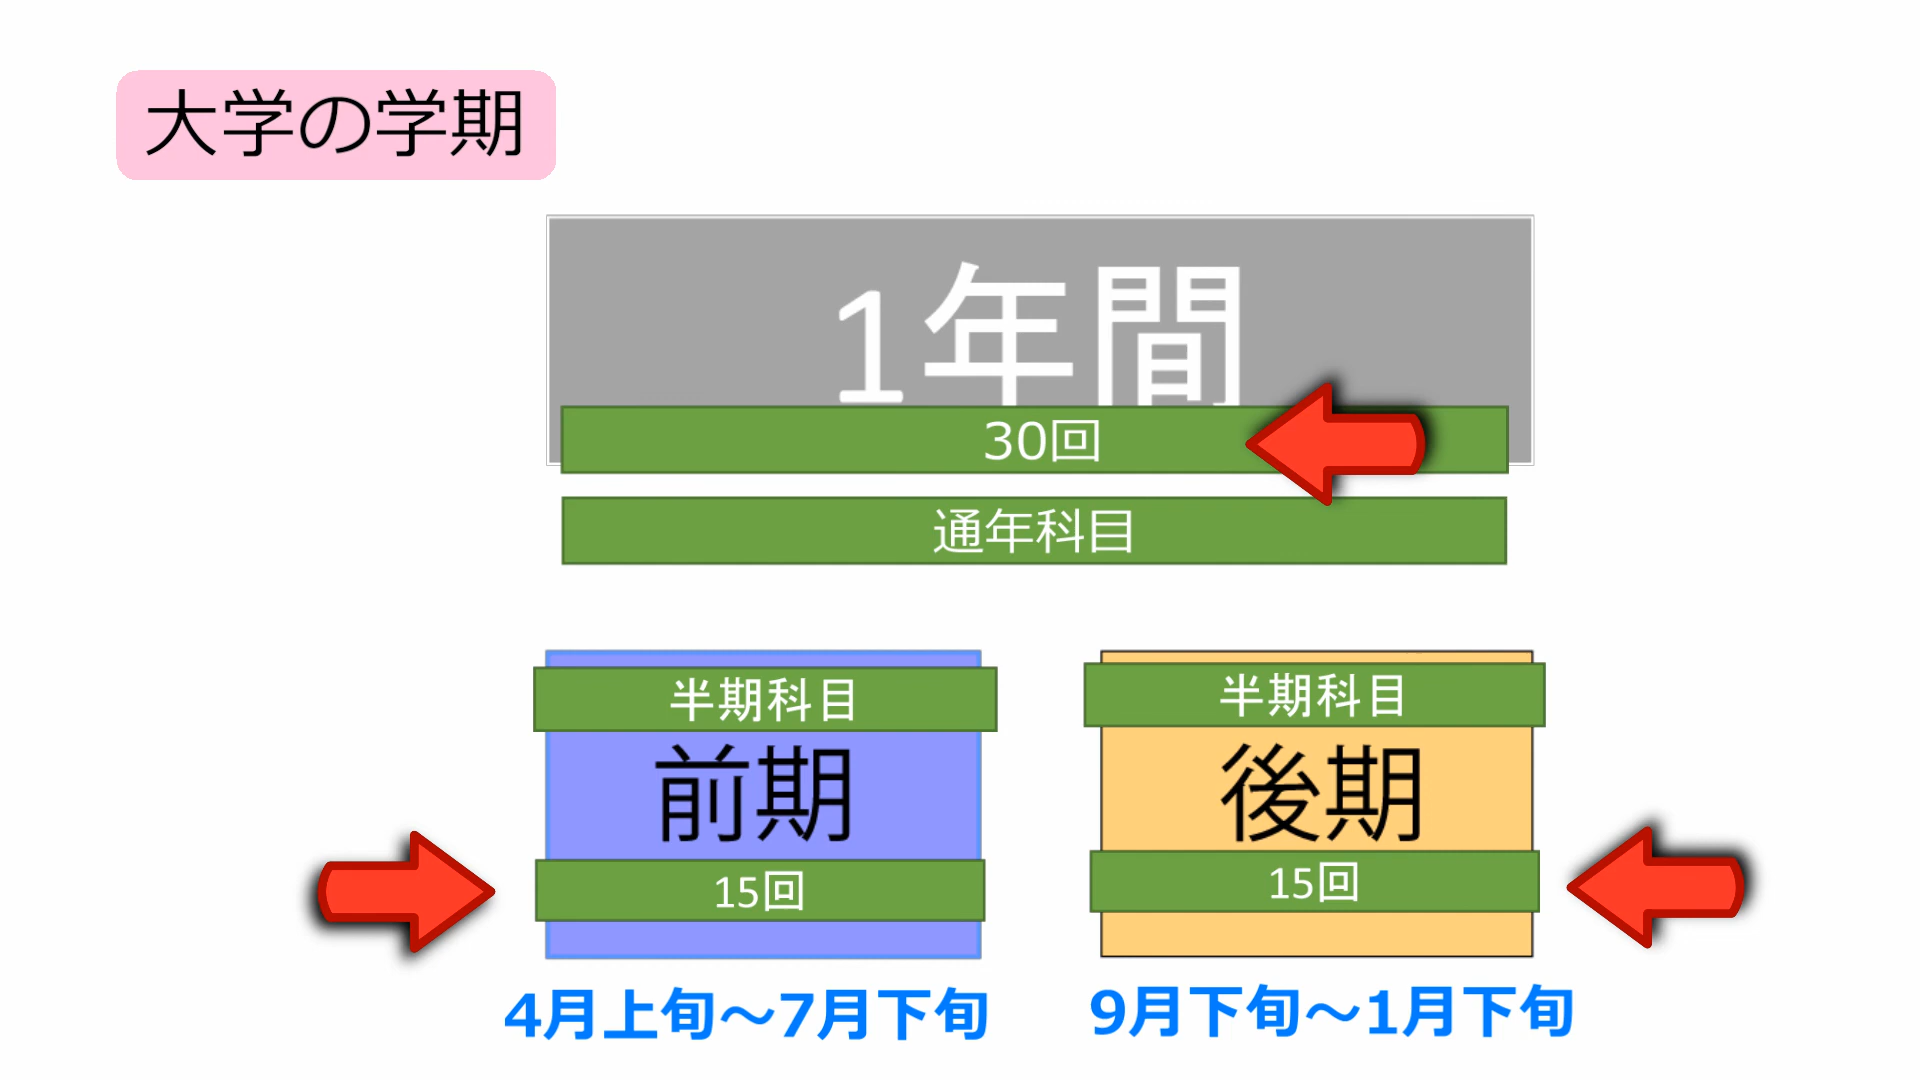 大学の学期
1年間
30回
通年科目
半期科目
前期
15回
4月上旬～7月下旬
半期科目
後期
15回
9月下旬～1月下旬